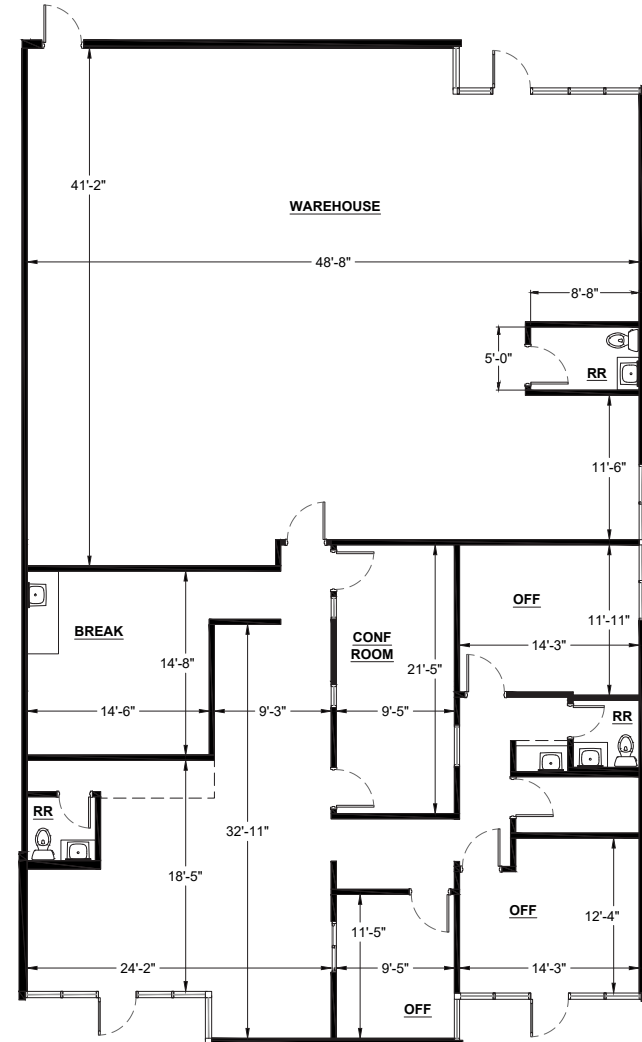 41'-2"
WAREHOUSE
48'-8"
8'-8"
5'-0"
RR
11'-6"
OFF
11'-11"
BREAK
CONF
ROOM
14'-3"
14'-8"
21'-5"
14'-6"
9'-3"
9'-5"
RR
RR
32'-11"
18'-5"
OFF
12'-4"
11'-5"
24'-2"
9'-5"
14'-3"
OFF